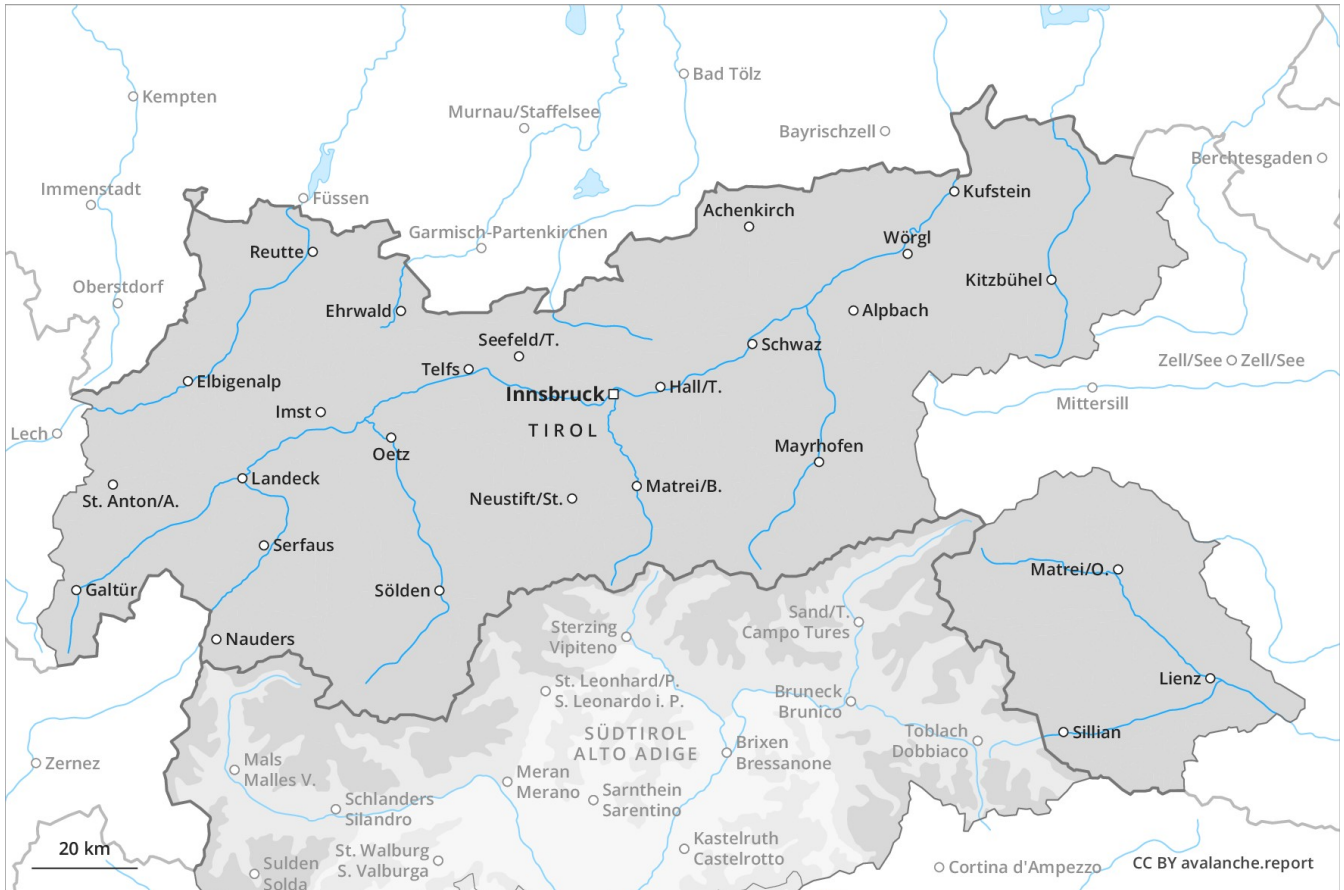 Bad Tölz
Kempten
Murnau/Staffelsee
Bayrischzell
Berchtesgaden
Immenstadt
Füssen
Kufstein
Achenkirch
Garmisch-Partenkirchen
Wörgl
Reutte
Kitzbühel
Oberstdorf
Ehrwald
Alpbach
Seefeld/T.
Schwaz
Telfs
Zell/See
Zell/See
Elbigenalp
Hall/T.
Innsbruck
Mittersill
Imst
Lech
TIROL
Oetz
Mayrhofen
Landeck
St. Anton/A.
Neustift/St.
Matrei/B.
Serfaus
Matrei/O.
Galtür
Sölden
Sand/T.
Campo Tures
Nauders
Sterzing
Vipiteno
Lienz
St. Leonhard/P.
S. Leonardo i. P.
Bruneck
Brunico
SÜDTIROL
ALTO ADIGE
Toblach
Dobbiaco
Sillian
Brixen
Bressanone
Zernez
Mals
Malles V.
Meran
Merano
Sarnthein
Sarentino
Schlanders
Silandro
Kastelruth
Castelrotto
20 km
St. Walburg
S. Valburga
Sulden
Solda
Cortina d'Ampezzo
CC BY avalanche.report